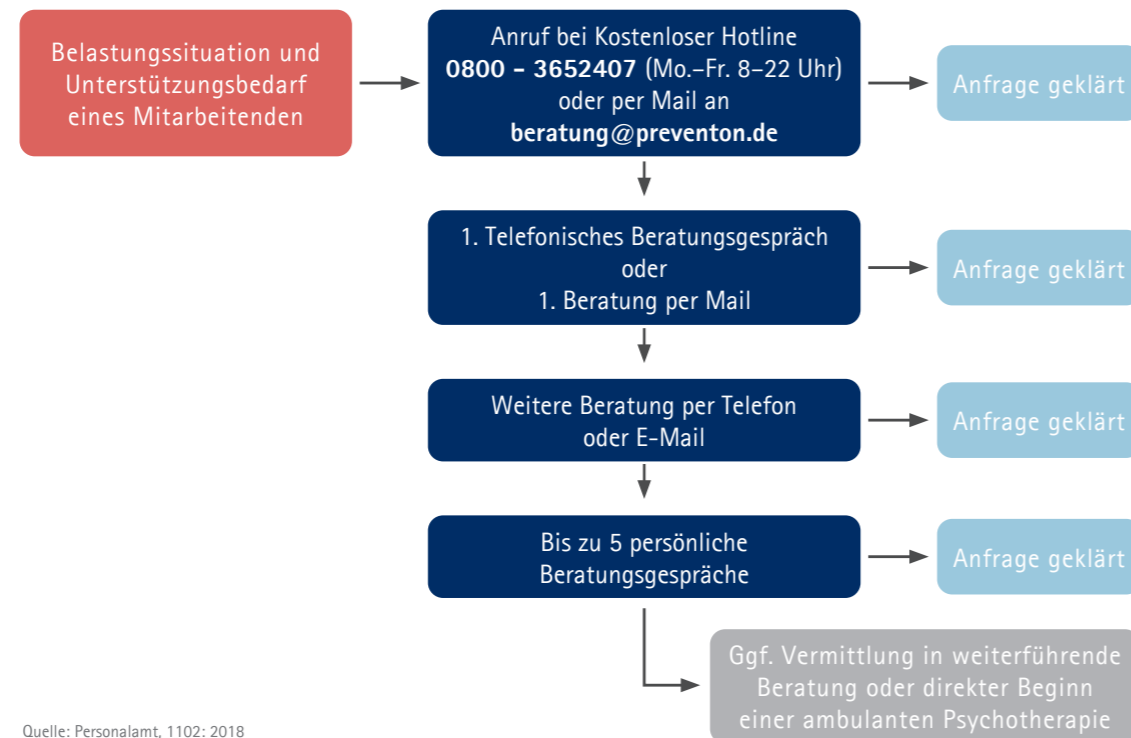 Belastungssituation und
Unterstützungsbedarf
eines Mitarbeitenden
Anruf bei Kostenloser Hotline
0800 - 3652407 (Mo.–Fr. 8–22 Uhr)
oder per Mail an
beratung@preventon.de
Anfrage geklärt
1. Telefonisches Beratungsgespräch
oder
1. Beratung per Mail
Anfrage geklärt
Weitere Beratung per Telefon
oder E-Mail
Anfrage geklärt
Bis zu 5 persönliche
Beratungsgespräche
Anfrage geklärt
Ggf. Vermittlung in weiterführende
Beratung oder direkter Beginn
einer ambulanten Psychotherapie
Quelle: Personalamt, 1102: 2018